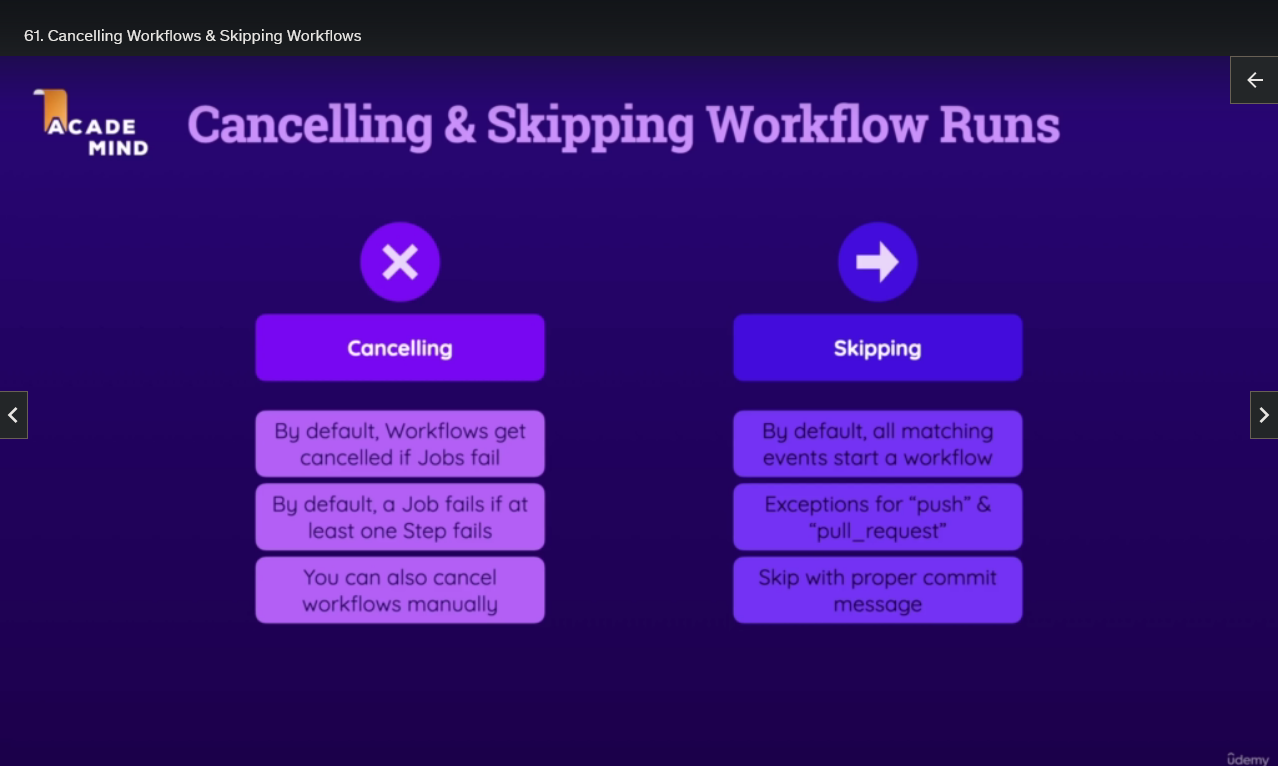 61. Cancelling Workflows & Skipping Workflows
ACADE
MIND
Cancelling & Skipping Workflow Runs
Cancelling
By default, Workflows get
cancelled if Jobs fail
By default, a Job fails if at
least one Step fails
You can also cancel
workflows manually
Skipping
By default, all matching
events start a workflow
Exceptions for “push” &
“pull_request”
Skip with proper commit
message
ûdemy